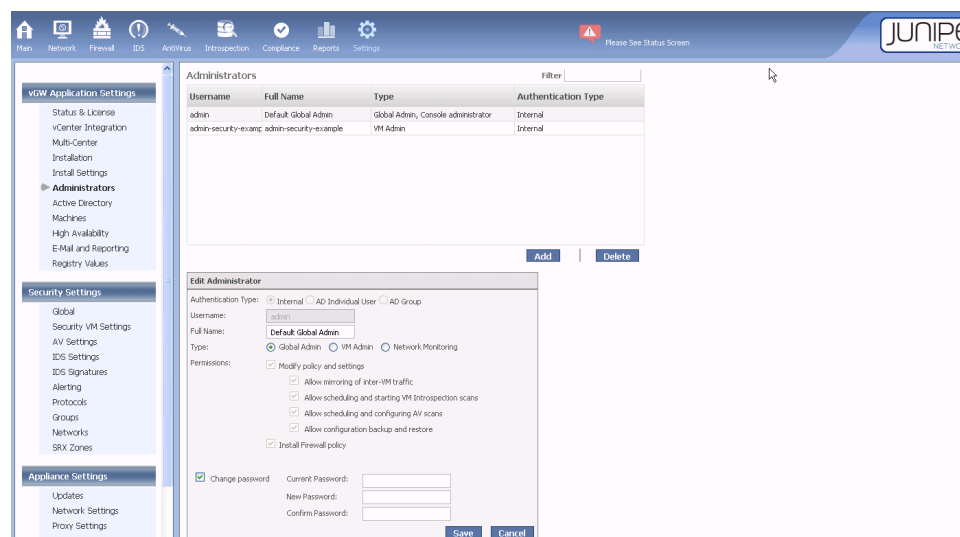 Main Network Firewall IDS AntiVirus Introspection Compliance Reports Settings
Please See Status Screen
JUNIPE
NETWO
vGW Application Settings
Status & License
vCenter Integration
Multi-Center
Installation
Install Settings
Administrators
Active Directory
Machines
High Availability
E-Mail and Reporting
Registry Values
Security Settings
Global
Security VM Settings
AV Settings
IDS Settings
IDS Signatures
Alerting
Protocols
Groups
Networks
SRX Zones
Appliance Settings
Updates
Network Settings
Proxy Settings
Administrators Filter
Username Full Name Type Authentication Type
admin Default Global Admin Global Admin, Console administrator Internal
admin-security-examp admin-security-example VM Admin Internal
Add | Delete
Edit Administrator
Authentication Type: Internal AD Individual User AD Group
Username: admin
Full Name: Default Global Admin
Type: Global Admin VM Admin Network Monitoring
Permissions: Modify policy and settings
Allow mirroring of inter-VM traffic
Allow scheduling and starting VM Introspection scans
Allow scheduling and configuring AV scans
Allow configuration backup and restore
Install Firewall policy
Change password Current Password:
New Password:
Confirm Password:
Save Cancel